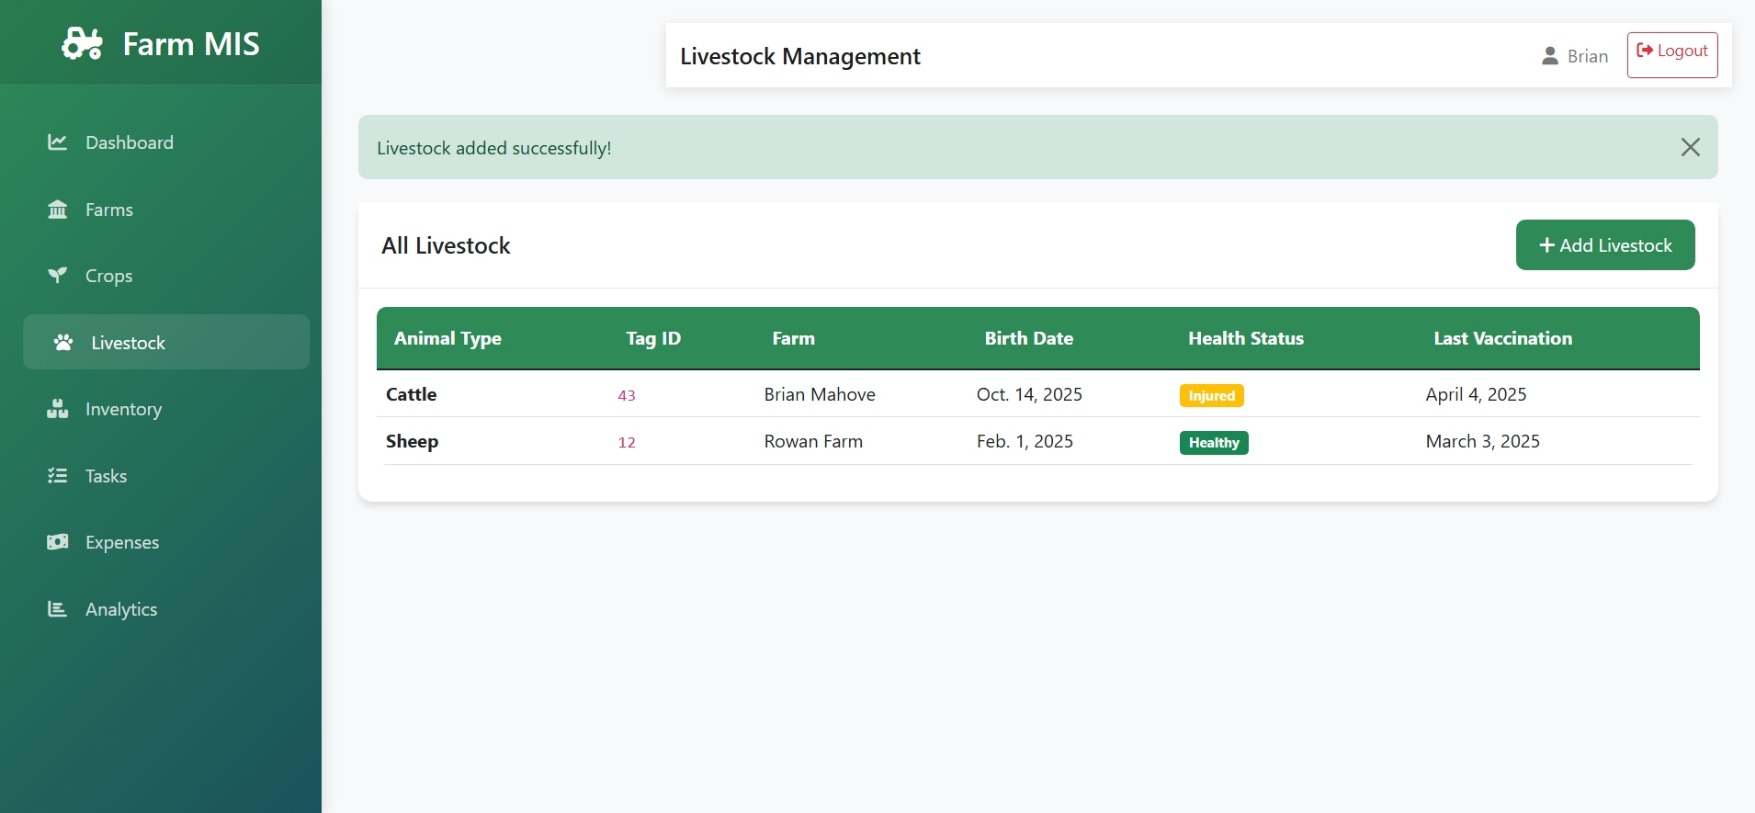 Farm MIS
Livestock Management
Brian
Logout
Dashboard
Farms
Crops
Livestock
Inventory
Tasks
Expenses
Analytics
Livestock added successfully!
All Livestock
+ Add Livestock
Animal Type Tag ID Farm Birth Date Health Status Last Vaccination
Cattle 43 Brian Mahove Oct. 14, 2025 Injured April 4, 2025
Sheep 12 Rowan Farm Feb. 1, 2025 Healthy March 3, 2025